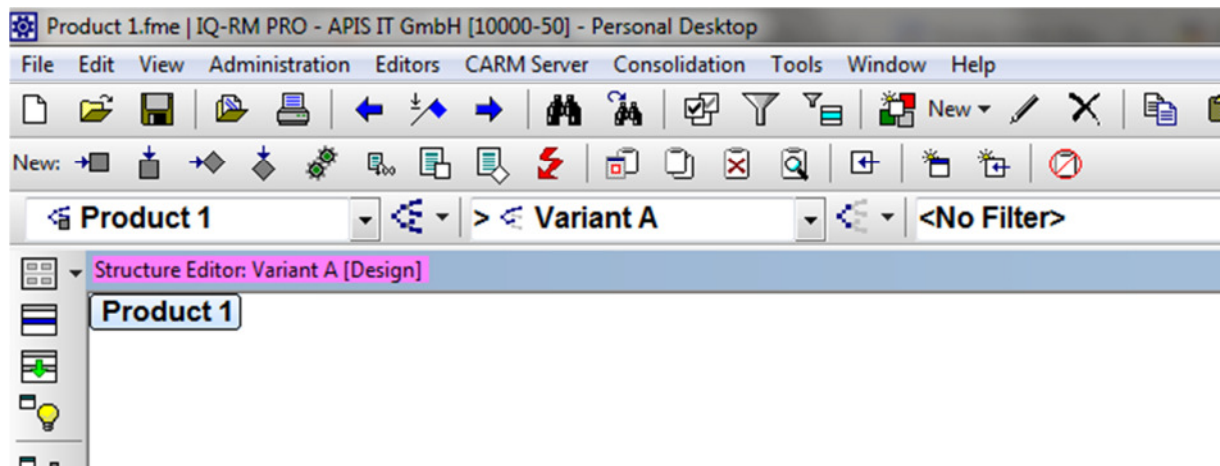 Product 1.fme | IQ-RM PRO - APIS IT GmbH [10000-50] - Personal Desktop
File Edit View Administration Editors CARM Server Consolidation Tools Window Help
New
New:
Product 1 > Variant A <No Filter>
Structure Editor: Variant A [Design]
Product 1